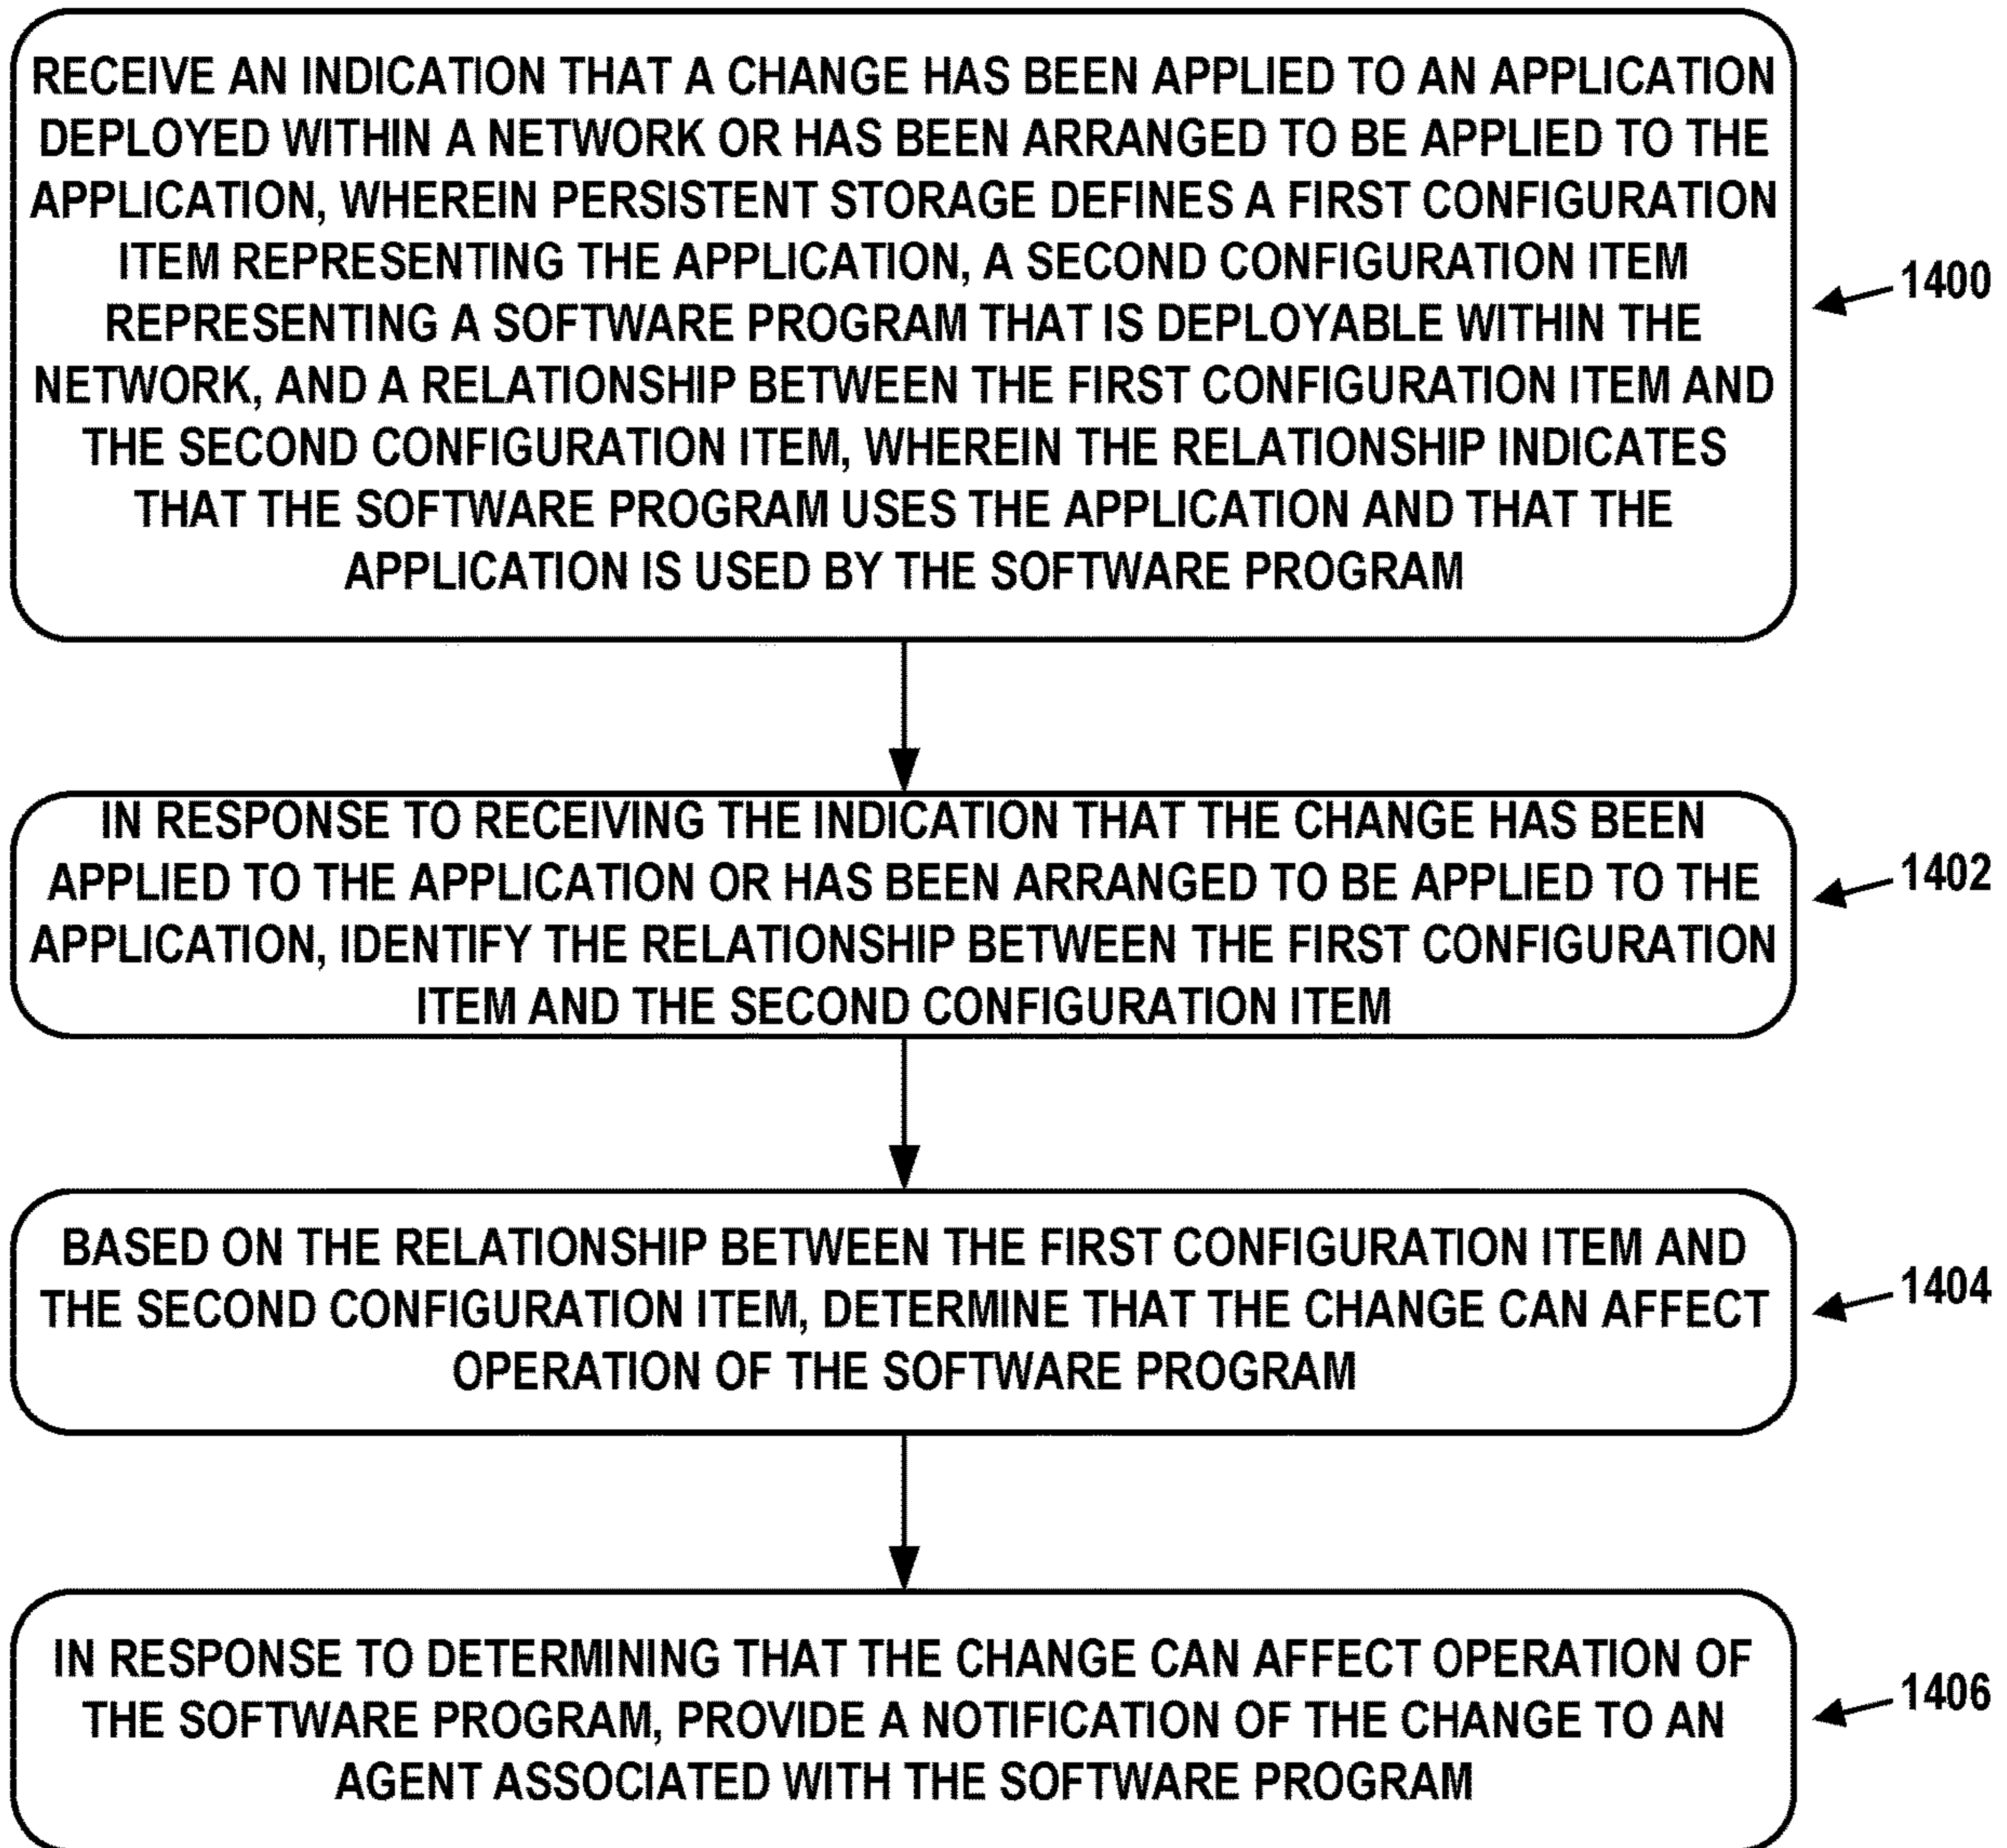 RECEIVE AN INDICATION THAT A CHANGE HAS BEEN APPLIED TO AN APPLICATION
DEPLOYED WITHIN A NETWORK OR HAS BEEN ARRANGED TO BE APPLIED TO THE
APPLICATION, WHEREIN PERSISTENT STORAGE DEFINES A FIRST CONFIGURATION
ITEM REPRESENTING THE APPLICATION, A SECOND CONFIGURATION ITEM
REPRESENTING A SOFTWARE PROGRAM THAT IS DEPLOYABLE WITHIN THE
NETWORK, AND A RELATIONSHIP BETWEEN THE FIRST CONFIGURATION ITEM AND
THE SECOND CONFIGURATION ITEM, WHEREIN THE RELATIONSHIP INDICATES
THAT THE SOFTWARE PROGRAM USES THE APPLICATION AND THAT THE
APPLICATION IS USED BY THE SOFTWARE PROGRAM
1400
IN RESPONSE TO RECEIVING THE INDICATION THAT THE CHANGE HAS BEEN
APPLIED TO THE APPLICATION OR HAS BEEN ARRANGED TO BE APPLIED TO THE
APPLICATION, IDENTIFY THE RELATIONSHIP BETWEEN THE FIRST CONFIGURATION
ITEM AND THE SECOND CONFIGURATION ITEM
1402
BASED ON THE RELATIONSHIP BETWEEN THE FIRST CONFIGURATION ITEM AND
THE SECOND CONFIGURATION ITEM, DETERMINE THAT THE CHANGE CAN AFFECT
OPERATION OF THE SOFTWARE PROGRAM
1404
IN RESPONSE TO DETERMINING THAT THE CHANGE CAN AFFECT OPERATION OF
THE SOFTWARE PROGRAM, PROVIDE A NOTIFICATION OF THE CHANGE TO AN
AGENT ASSOCIATED WITH THE SOFTWARE PROGRAM
1406